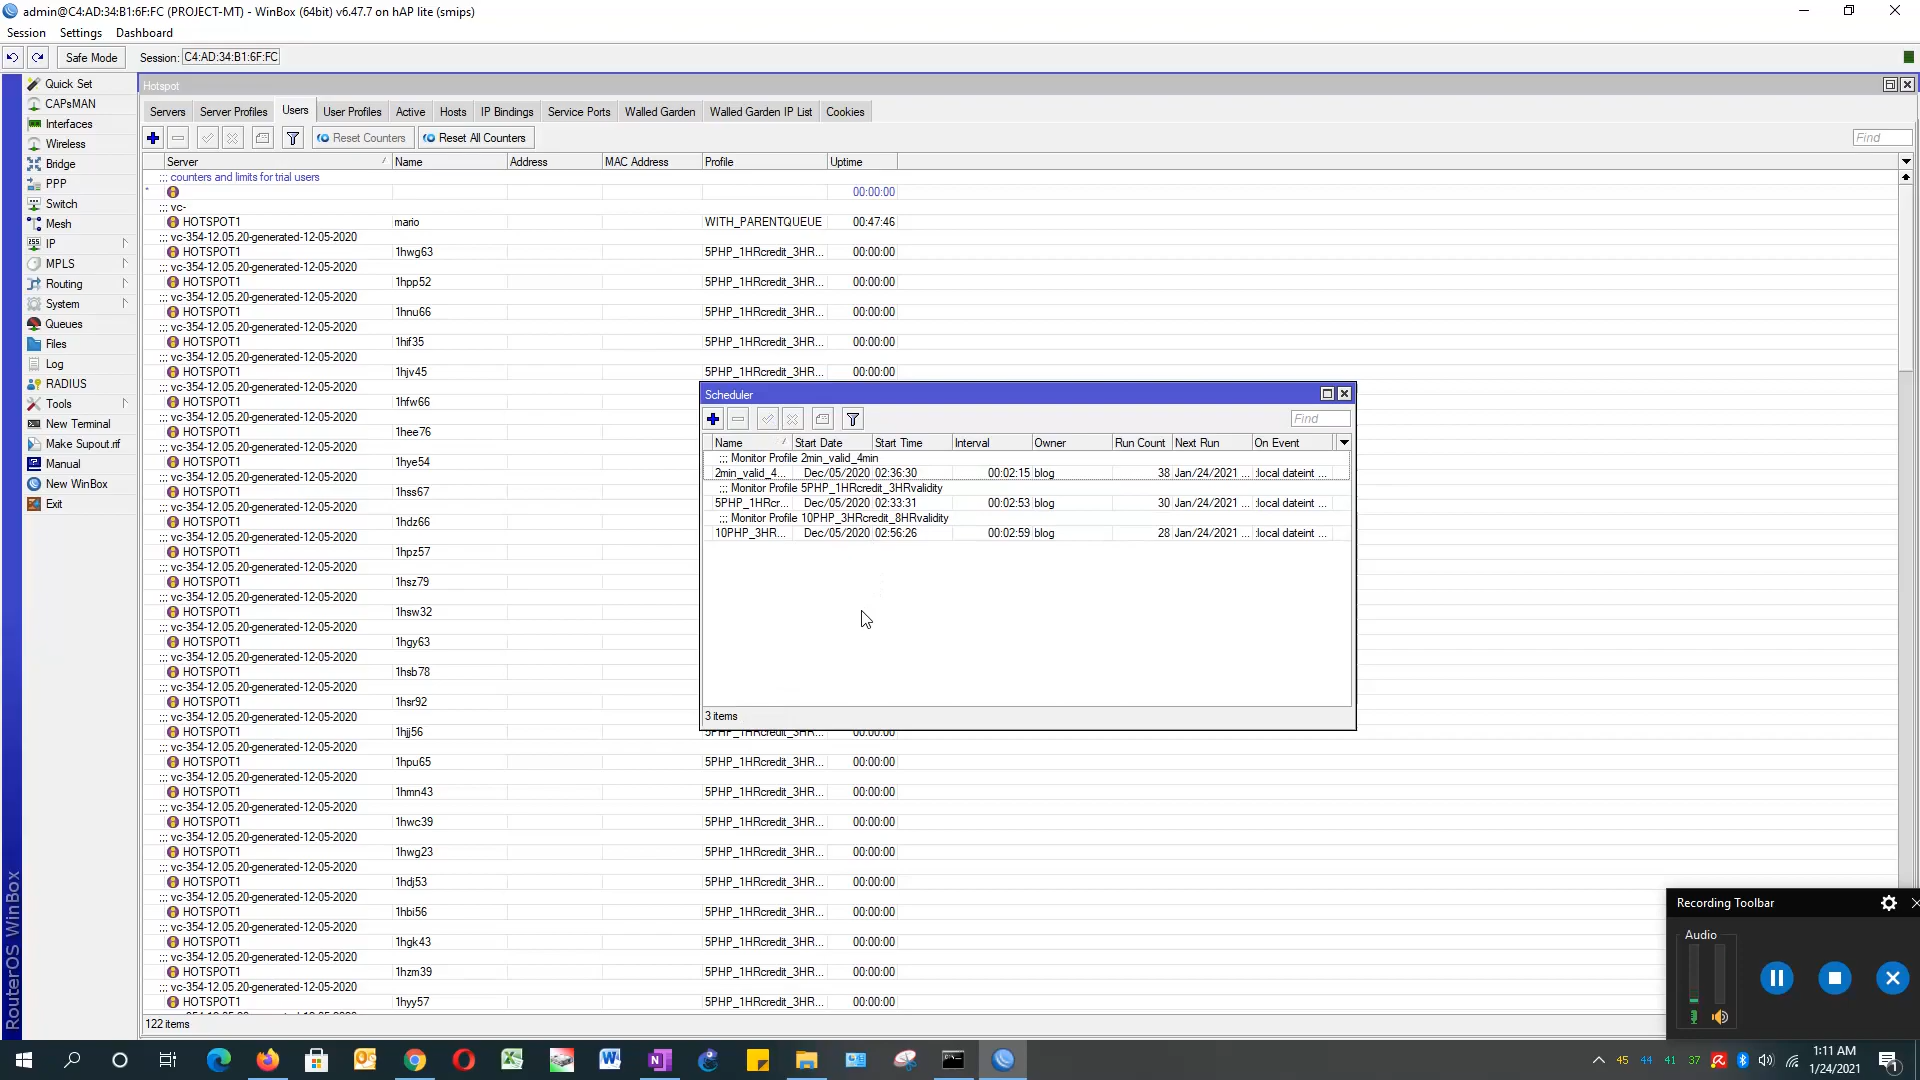 admin@C4:AD:34:B1:6F:FC (PROJECT-MT) - WinBox (64bit) v6.47.7 on hAP lite (smips)
Session Settings Dashboard
Safe Mode Session: C4:AD:34:B1:6F:FC
Quick Set
CAPsMAN
Interfaces
Wireless
Bridge
PPP
Switch
Mesh
IP
MPLS
Routing
System
Queues
Files
Log
RADIUS
Tools
New Terminal
Make Supout.rif
Manual
New WinBox
Exit
RouterOS WinBox
Hotspot
Servers Server Profiles Users User Profiles Active Hosts IP Bindings Service Ports Walled Garden Walled Garden IP List Cookies
Reset Counters Reset All Counters Find
Server Name Address MAC Address Profile Uptime
;;; counters and limits for trial users
* 00:00:00
;;; vc-
HOTSPOT1 mario WITH_PARENTQUEUE 00:47:46
;;; vc-354-12.05.20-generated-12-05-2020
HOTSPOT1 1hwg63 5PHP_1HRcredit_3HR... 00:00:00
;;; vc-354-12.05.20-generated-12-05-2020
HOTSPOT1 1hpp52 5PHP_1HRcredit_3HR... 00:00:00
;;; vc-354-12.05.20-generated-12-05-2020
HOTSPOT1 1hnu66 5PHP_1HRcredit_3HR... 00:00:00
;;; vc-354-12.05.20-generated-12-05-2020
HOTSPOT1 1hif35 5PHP_1HRcredit_3HR... 00:00:00
;;; vc-354-12.05.20-generated-12-05-2020
HOTSPOT1 1hjv45 5PHP_1HRcredit_3HR... 00:00:00
;;; vc-354-12.05.20-generated-12-05-2020
HOTSPOT1 1hfw66
;;; vc-354-12.05.20-generated-12-05-2020
HOTSPOT1 1hee76
;;; vc-354-12.05.20-generated-12-05-2020
HOTSPOT1 1hye54
;;; vc-354-12.05.20-generated-12-05-2020
HOTSPOT1 1hss67
;;; vc-354-12.05.20-generated-12-05-2020
HOTSPOT1 1hdz66
;;; vc-354-12.05.20-generated-12-05-2020
HOTSPOT1 1hpz57
;;; vc-354-12.05.20-generated-12-05-2020
HOTSPOT1 1hsz79
;;; vc-354-12.05.20-generated-12-05-2020
HOTSPOT1 1hsw32
;;; vc-354-12.05.20-generated-12-05-2020
HOTSPOT1 1hgy63
;;; vc-354-12.05.20-generated-12-05-2020
HOTSPOT1 1hsb78
;;; vc-354-12.05.20-generated-12-05-2020
HOTSPOT1 1hsr92
;;; vc-354-12.05.20-generated-12-05-2020
HOTSPOT1 1hjj56 5PHP_1HRcredit_3HR... 00:00:00
;;; vc-354-12.05.20-generated-12-05-2020
HOTSPOT1 1hpu65 5PHP_1HRcredit_3HR... 00:00:00
;;; vc-354-12.05.20-generated-12-05-2020
HOTSPOT1 1hmn43 5PHP_1HRcredit_3HR... 00:00:00
;;; vc-354-12.05.20-generated-12-05-2020
HOTSPOT1 1hwc39 5PHP_1HRcredit_3HR... 00:00:00
;;; vc-354-12.05.20-generated-12-05-2020
HOTSPOT1 1hwg23 5PHP_1HRcredit_3HR... 00:00:00
;;; vc-354-12.05.20-generated-12-05-2020
HOTSPOT1 1hdj53 5PHP_1HRcredit_3HR... 00:00:00
;;; vc-354-12.05.20-generated-12-05-2020
HOTSPOT1 1hbi56 5PHP_1HRcredit_3HR... 00:00:00
;;; vc-354-12.05.20-generated-12-05-2020
HOTSPOT1 1hgk43 5PHP_1HRcredit_3HR... 00:00:00
;;; vc-354-12.05.20-generated-12-05-2020
HOTSPOT1 1hzm39 5PHP_1HRcredit_3HR... 00:00:00
;;; vc-354-12.05.20-generated-12-05-2020
HOTSPOT1 1hyy57 5PHP_1HRcredit_3HR... 00:00:00
122 items
Scheduler
Find
Name Start Date Start Time Interval Owner Run Count Next Run On Event
;;; Monitor Profile 2min_valid_4min
2min_valid_4... Dec/05/2020 02:36:30 00:02:15 blog 38 Jan/24/2021 ... :local dateint ...
;;; Monitor Profile 5PHP_1HRcredit_3HRvalidity
5PHP_1HRcr... Dec/05/2020 02:33:31 00:02:53 blog 30 Jan/24/2021 ... :local dateint ...
;;; Monitor Profile 10PHP_3HRcredit_8HRvalidity
10PHP_3HR... Dec/05/2020 02:56:26 00:02:59 blog 28 Jan/24/2021 ... :local dateint ...
3 items
Recording Toolbar
Audio
45 44 41 37
1:11 AM
1/24/2021
1